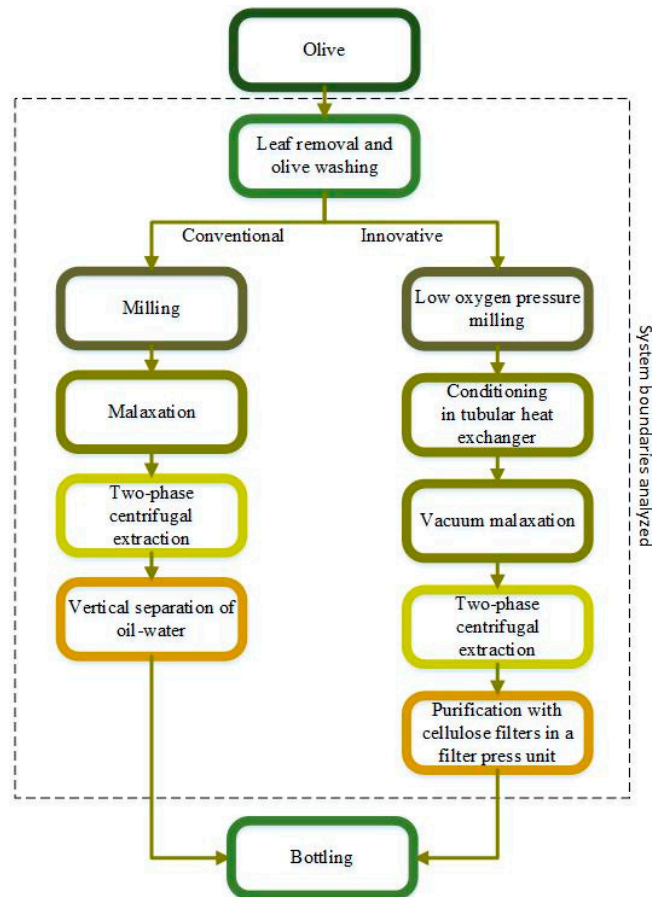 Olive
Leaf removal and
olive washing
Conventional
Innovative
Milling
Malaxation
Two-phase
centrifugal
extraction
Vertical separation of
oil-water
Low oxygen pressure
milling
Conditioning
in tubular heat
exchanger
Vacuum malaxation
Two-phase
centrifugal
extraction
Purification with
cellulose filters in a
filter press unit
System boundaries analyzed
Bottling